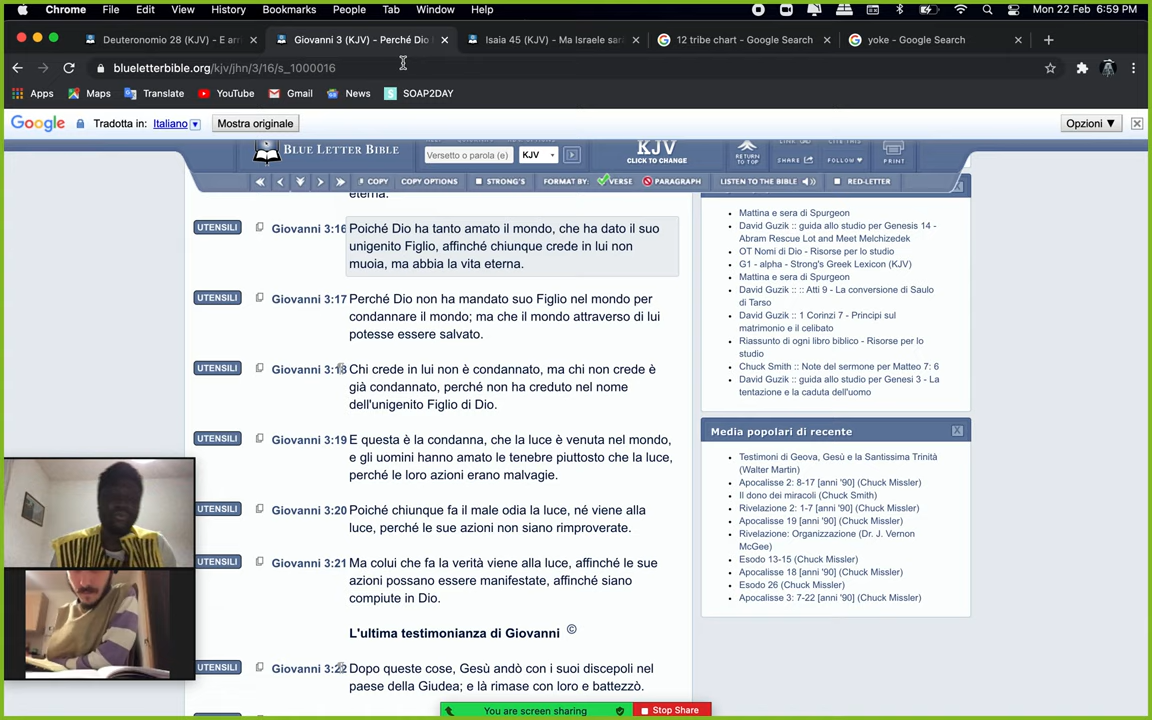 Chrome File Edit View History Bookmarks People Tab Window Help Mon 22 Feb 6:59 PM
Deuteronomio 28 (KJV) - E arr Giovanni 3 (KJV) - Perché Dio Isaia 45 (KJV) - Ma Israele sar 12 tribe chart - Google Search yoke - Google Search
blueletterbible.org/kjv/jhn/3/16/s_1000016
Apps Maps Translate YouTube Gmail News SOAP2DAY
Google Tradotta in: Italiano Mostra originale Opzioni ▼
BLUE LETTER BIBLE Versetto o parola (e) KJV KJV
CLICK TO CHANGE RETURN TO TOP SHARE FOLLOW PRINT
COPY COPY OPTIONS STRONG'S FORMAT BY: VERSE PARAGRAPH LISTEN TO THE BIBLE RED-LETTER
eterna.
UTENSILI Giovanni 3:16 Poiché Dio ha tanto amato il mondo, che ha dato il suo
unigenito Figlio, affinché chiunque crede in lui non
muoia, ma abbia la vita eterna.
UTENSILI Giovanni 3:17 Perché Dio non ha mandato suo Figlio nel mondo per
condannare il mondo; ma che il mondo attraverso di lui
potesse essere salvato.
UTENSILI Giovanni 3:18 Chi crede in lui non è condannato, ma chi non crede è
già condannato, perché non ha creduto nel nome
dell'unigenito Figlio di Dio.
UTENSILI Giovanni 3:19 E questa è la condanna, che la luce è venuta nel mondo,
e gli uomini hanno amato le tenebre piuttosto che la luce,
perché le loro azioni erano malvagie.
UTENSILI Giovanni 3:20 Poiché chiunque fa il male odia la luce, né viene alla
luce, perché le sue azioni non siano rimproverate.
UTENSILI Giovanni 3:21 Ma colui che fa la verità viene alla luce, affinché le sue
azioni possano essere manifestate, affinché siano
compiute in Dio.
L'ultima testimonianza di Giovanni ©
UTENSILI Giovanni 3:22 Dopo queste cose, Gesù andò con i suoi discepoli nel
paese della Giudea; e là rimase con loro e battezzò.
Mattina e sera di Spurgeon
David Guzik :: guida allo studio per Genesi 14 -
Abram Rescue Lot and Meet Melchizedek
OT Nomi di Dio - Risorse per lo studio
G1 - alpha - Strong's Greek Lexicon (KJV)
Mattina e sera di Spurgeon
David Guzik :: :: Atti 9 - La conversione di Saulo
di Tarso
David Guzik :: 1 Corinzi 7 - Principi sul
matrimonio e il celibato
Riassunto di ogni libro biblico - Risorse per lo
studio
Chuck Smith :: Note del sermone per Matteo 7: 6
David Guzik :: guida allo studio per Genesi 3 - La
tentazione e la caduta dell'uomo
Media popolari di recente
Testimoni di Geova, Gesù e la Santissima Trinità
(Walter Martin)
Apocalisse 2: 8-17 [anni '90] (Chuck Missler)
Il dono dei miracoli (Chuck Smith)
Rivelazione 2: 1-7 [anni '90] (Chuck Missler)
Apocalisse 19 [anni '90] (Chuck Missler)
Rivelazione: Organizzazione (Dr. J. Vernon
McGee)
Esodo 13-15 (Chuck Missler)
Apocalisse 18 [anni '90] (Chuck Missler)
Esodo 26 (Chuck Missler)
Apocalisse 3: 7-22 [anni '90] (Chuck Missler)
You are screen sharing Stop Share